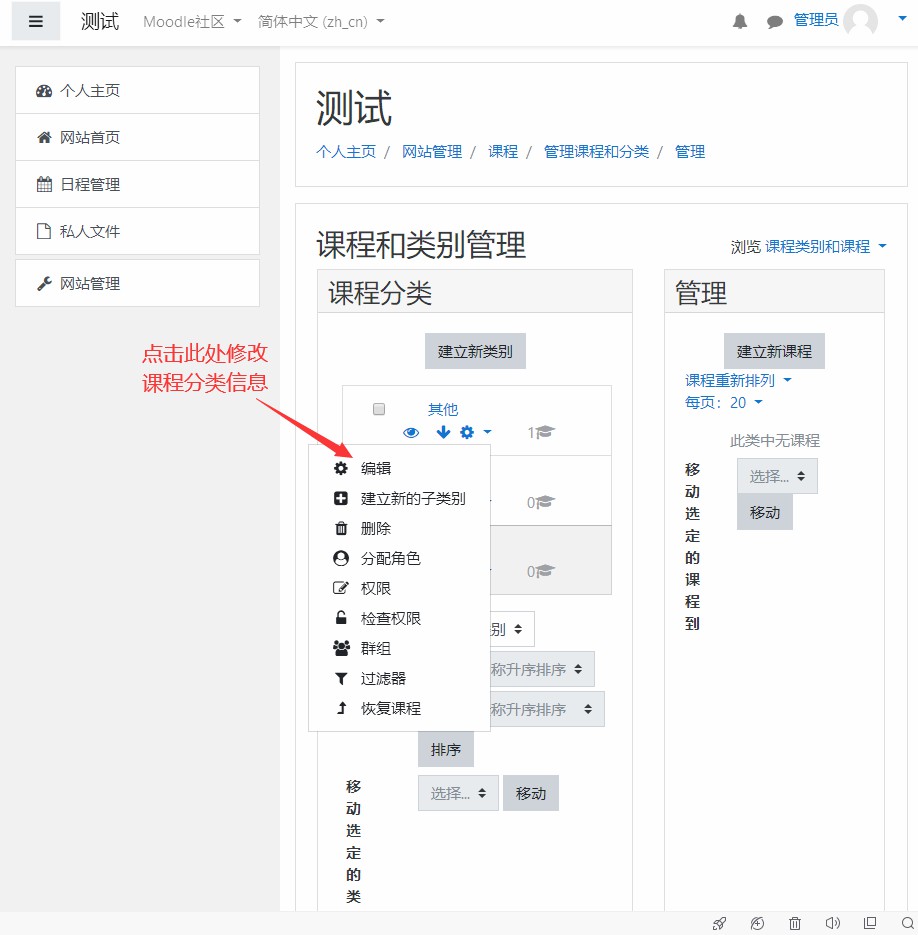 测试 Moodle社区 简体中文 (zh_cn) 管理员
个人主页
网站首页
日程管理
私人文件
网站管理
点击此处修改
课程分类信息
测试
个人主页 / 网站管理 / 课程 / 管理课程和分类 / 管理
课程和类别管理
浏览 课程类别和课程
课程分类
建立新类别
其他
1
0
0
编辑
建立新的子类别
删除
分配角色
权限
检查权限
群组
过滤器
恢复课程
别
称升序排序
称升序排序
排序
移动选定的类
选择...
移动
管理
建立新课程
课程重新排列
每页：20
此类中无课程
移动选定的课程到
选择...
移动